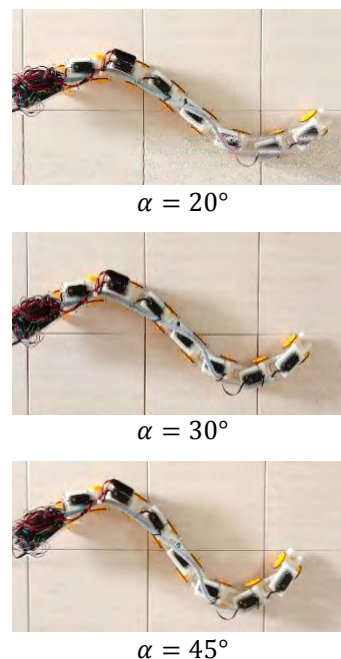 α = 20°
α = 30°
α = 45°